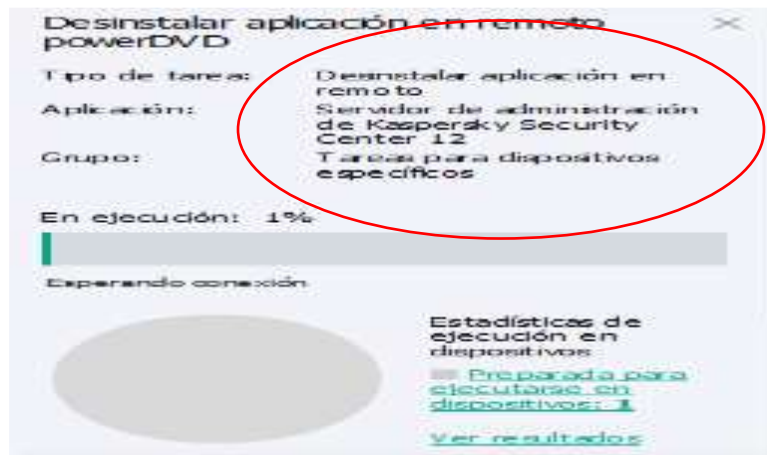 Desinstalar aplicación en remoto
powerDVD
Tipo de tarea: Desinstalar aplicación en
remoto
Aplicación: Servidor de administración
de Kaspersky Security
Center 12
Grupo: Tareas para dispositivos
específicos
En ejecución: 1%
Esperando conexión
Estadísticas de
ejecución en
dispositivos
Preparada para
ejecutarse en
dispositivos: 1
Ver resultados